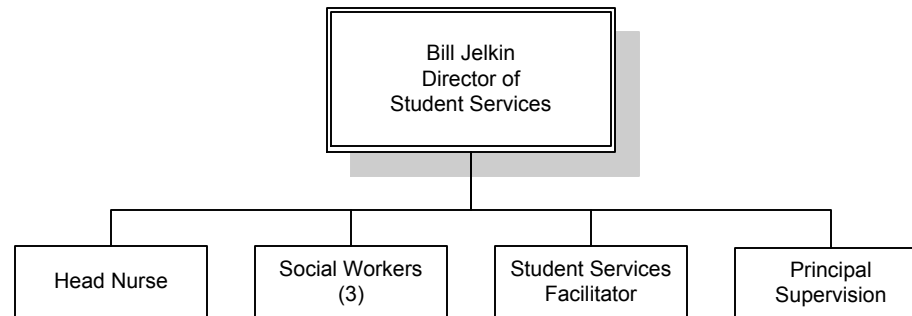 Bill Jelkin
Director of
Student Services
Head Nurse
Social Workers
(3)
Student Services
Facilitator
Principal
Supervision